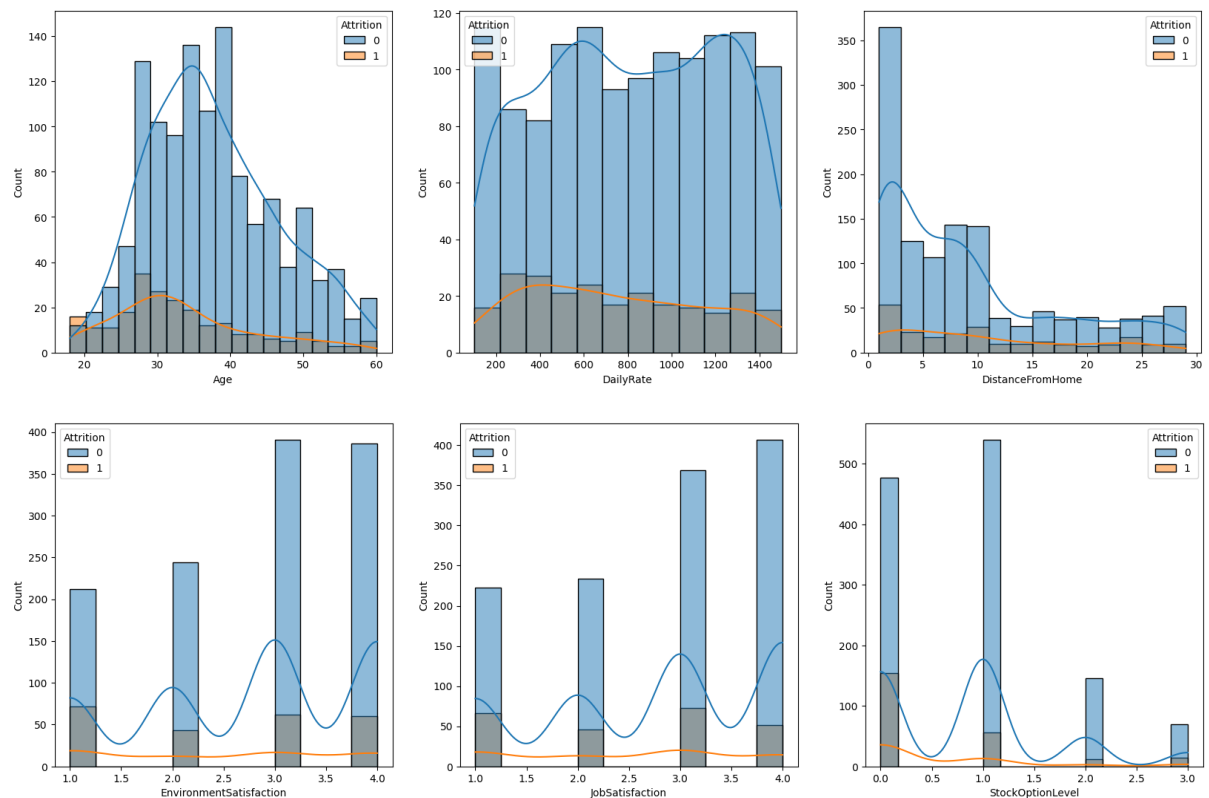 Attrition
0
1
140
120
100
80
60
40
20
0
Count
20 30 40 50 60
Age
Attrition
0
1
120
100
80
60
40
20
0
Count
200 400 600 800 1000 1200 1400
DailyRate
Attrition
0
1
350
300
250
200
150
100
50
0
Count
0 5 10 15 20 25 30
DistanceFromHome
Attrition
0
1
400
350
300
250
200
150
100
50
0
Count
1.0 1.5 2.0 2.5 3.0 3.5 4.0
EnvironmentSatisfaction
Attrition
0
1
400
350
300
250
200
150
100
50
0
Count
1.0 1.5 2.0 2.5 3.0 3.5 4.0
JobSatisfaction
Attrition
0
1
500
400
300
200
100
0
Count
0.0 0.5 1.0 1.5 2.0 2.5 3.0
StockOptionLevel